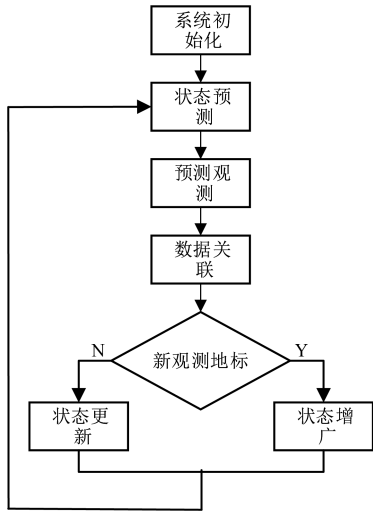 系统初
始化
状态预
测
预测观
测
数据关
联
新观测地标
N
Y
状态更
新
状态增
广